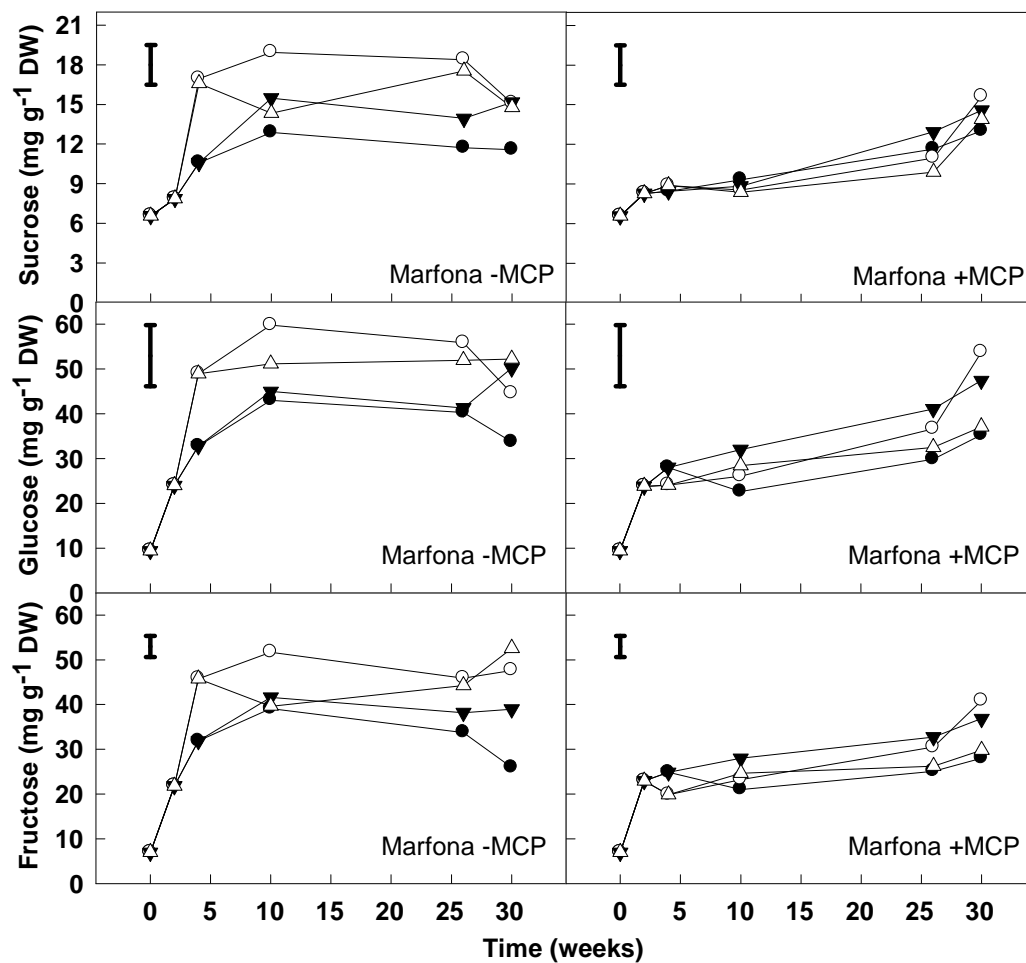 Sucrose (mg g⁻¹ DW)
21
18
15
12
9
6
3
0
Marfona -MCP
Marfona +MCP
Glucose (mg g⁻¹ DW)
60
50
40
30
20
10
0
Marfona -MCP
Marfona +MCP
Fructose (mg g⁻¹ DW)
60
50
40
30
20
10
0
Marfona -MCP
Marfona +MCP
0 5 10 15 20 25 30 0 5 10 15 20 25 30
Time (weeks)